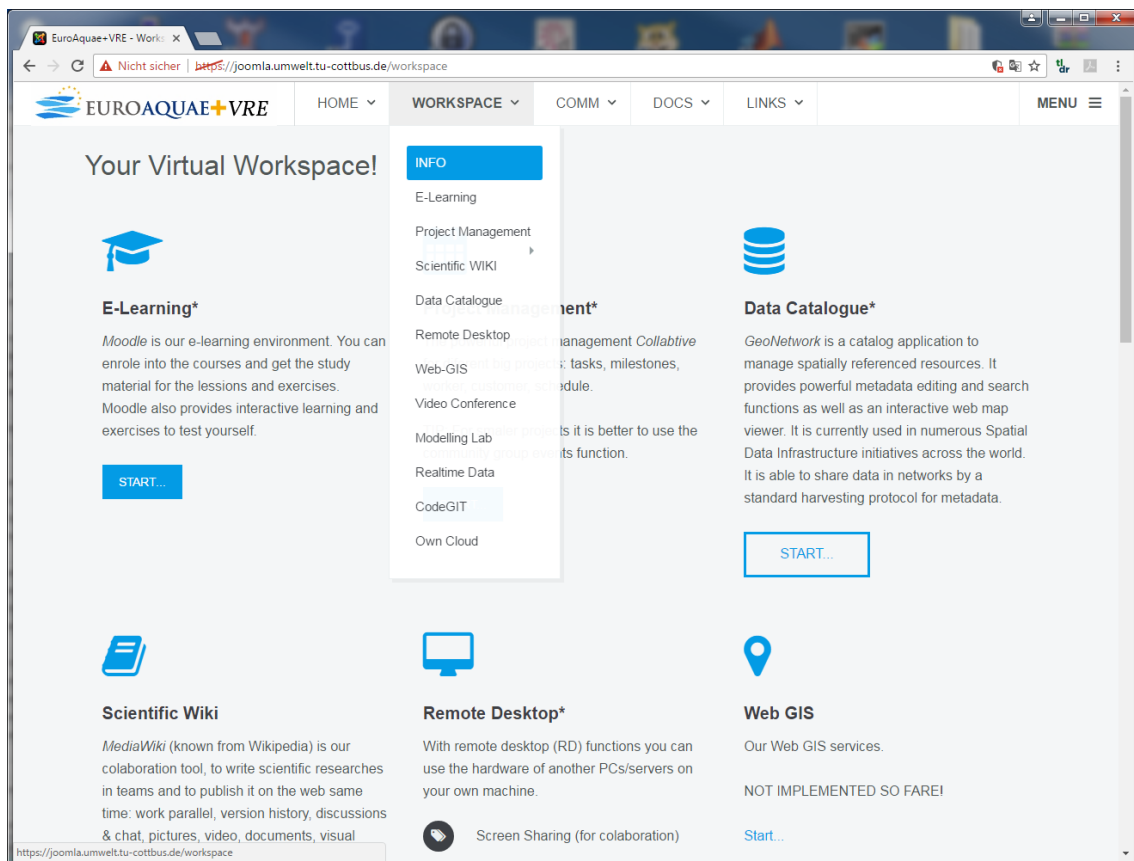 EuroAquae+VRE - Works
Nicht sicher | https://joomla.umwelt.tu-cottbus.de/workspace
tl;dr
EUROAQUAE+VRE
HOME
WORKSPACE
COMM
DOCS
LINKS
MENU
Your Virtual Workspace!
INFO
E-Learning
Project Management
Scientific WIKI
Data Catalogue
Remote Desktop
Web-GIS
Video Conference
Modelling Lab
Realtime Data
CodeGIT
Own Cloud
E-Learning*
Moodle is our e-learning environment. You can
enrole into the courses and get the study
material for the lessions and exercises.
Moodle also provides interactive learning and
exercises to test yourself.
START...
Project Management*
management Collabtive
projects: tasks, milestones,
worker, customer, schedule.
projects it is better to use the
community group events function.
Data Catalogue*
GeoNetwork is a catalog application to
manage spatially referenced resources. It
provides powerful metadata editing and search
functions as well as an interactive web map
viewer. It is currently used in numerous Spatial
Data Infrastructure initiatives across the world.
It is able to share data in networks by a
standard harvesting protocol for metadata.
START...
Scientific Wiki
MediaWiki (known from Wikipedia) is our
colaboration tool, to write scientific researches
in teams and to publish it on the web same
time: work parallel, version history, discussions
& chat, pictures, video, documents, visual
Remote Desktop*
With remote desktop (RD) functions you can
use the hardware of another PCs/servers on
your own machine.
Screen Sharing (for colaboration)
Web GIS
Our Web GIS services.
NOT IMPLEMENTED SO FARE!
Start...
https://joomla.umwelt.tu-cottbus.de/workspace